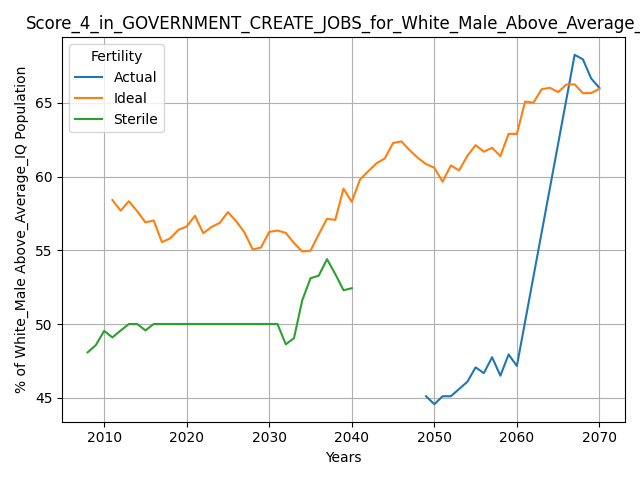 Score_4_in_GOVERNMENT_CREATE_JOBS_for_White_Male_Above_Average_
Fertility
Actual
Ideal
Sterile
% of White_Male Above_Average_IQ Population
65
60
55
50
45
2010 2020 2030 2040 2050 2060 2070
Years